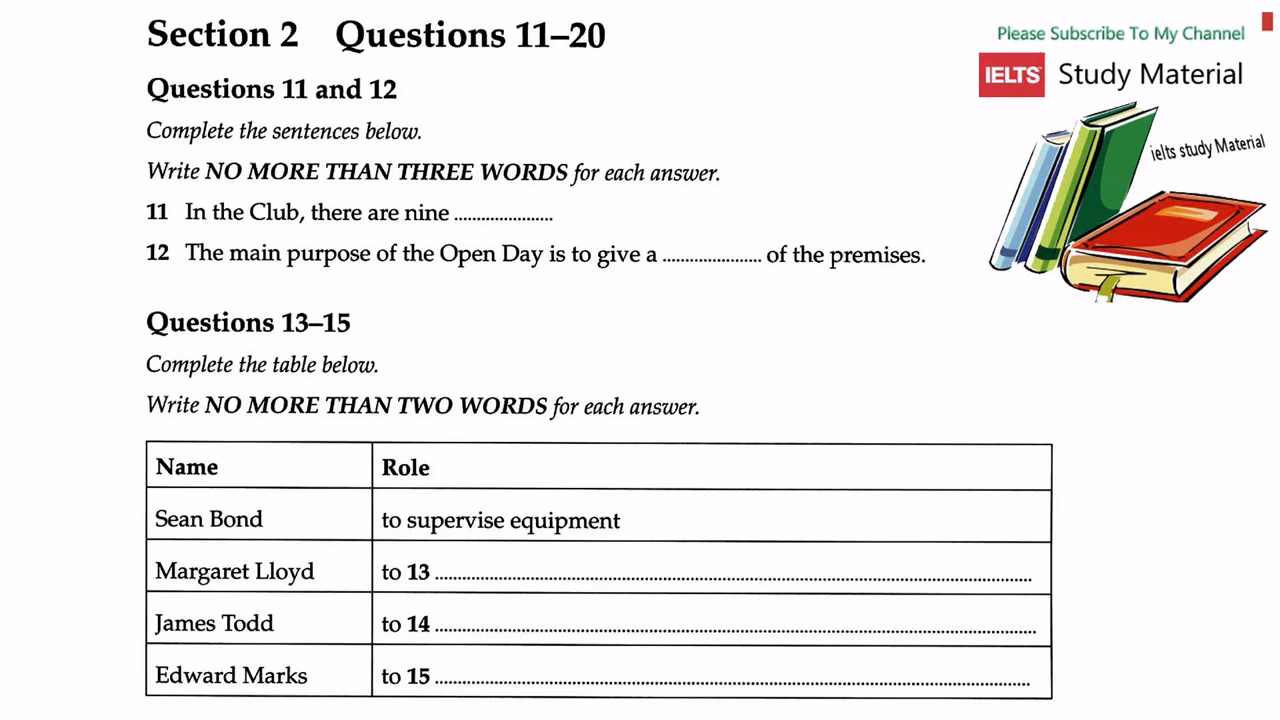 Section 2 Questions 11–20
Please Subscribe To My Channel
IELTS Study Material
ielts study Material
Questions 11 and 12
Complete the sentences below.
Write NO MORE THAN THREE WORDS for each answer.
11 In the Club, there are nine ......................
12 The main purpose of the Open Day is to give a ...................... of the premises.
Questions 13–15
Complete the table below.
Write NO MORE THAN TWO WORDS for each answer.
Name Role
Sean Bond to supervise equipment
Margaret Lloyd to 13 ......................
James Todd to 14 ......................
Edward Marks to 15 ......................